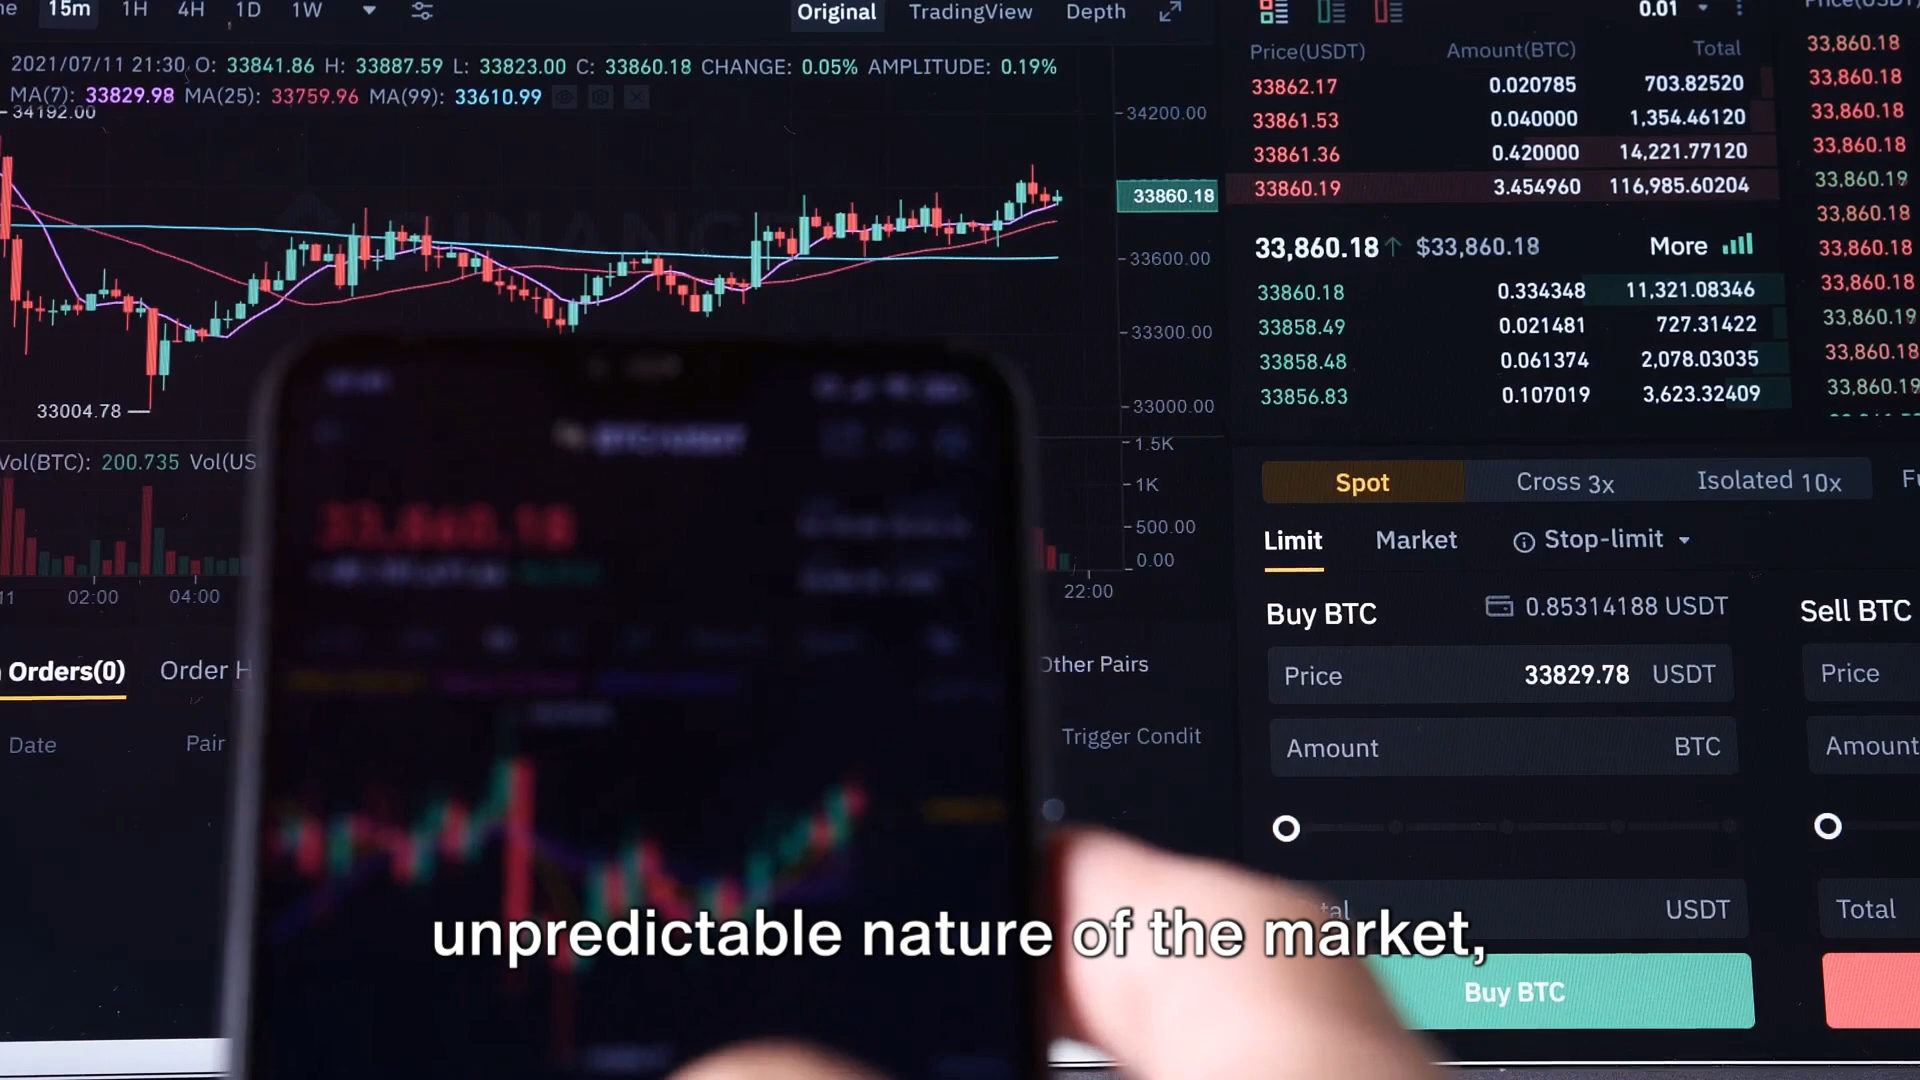 15m 1H 4H 1D 1W
Original TradingView Depth
2021/07/11 21:30 O: 33841.86 H: 33887.59 L: 33823.00 C: 33860.18 CHANGE: 0.05% AMPLITUDE: 0.19%
MA(7): 33829.98 MA(25): 33759.96 MA(99): 33610.99
34192.00
34200.00
33860.18
33600.00
33300.00
33000.00
33004.78
1.5K
1K
500.00
0.00
Vol(BTC): 200.735 Vol(US
11 02:00 04:00
22:00
Orders(0) Order H
Other Pairs
Date Pair
Trigger Condit
0.01
Price(USDT) Amount(BTC) Total
33862.17 0.020785 703.82520
33861.53 0.040000 1,354.46120
33861.36 0.420000 14,221.77120
33860.19 3.454960 116,985.60204
33,860.18↑ $33,860.18 More
33860.18 0.334348 11,321.08346
33858.49 0.021481 727.31422
33858.48 0.061374 2,078.03035
33856.83 0.107019 3,623.32409
33,860.18
33,860.18
33,860.18
33,860.18
33,860.19
33,860.18
33,860.18
33,860.18
33,860.19
33,860.18
33,860.19
Spot Cross 3x Isolated 10x
Limit Market Stop-limit
Buy BTC 0.85314188 USDT
Price 33829.78 USDT
Amount BTC
USDT
Buy BTC
Sell BTC
Price
Amount
Total
33,860.18
unpredictable nature of the market,